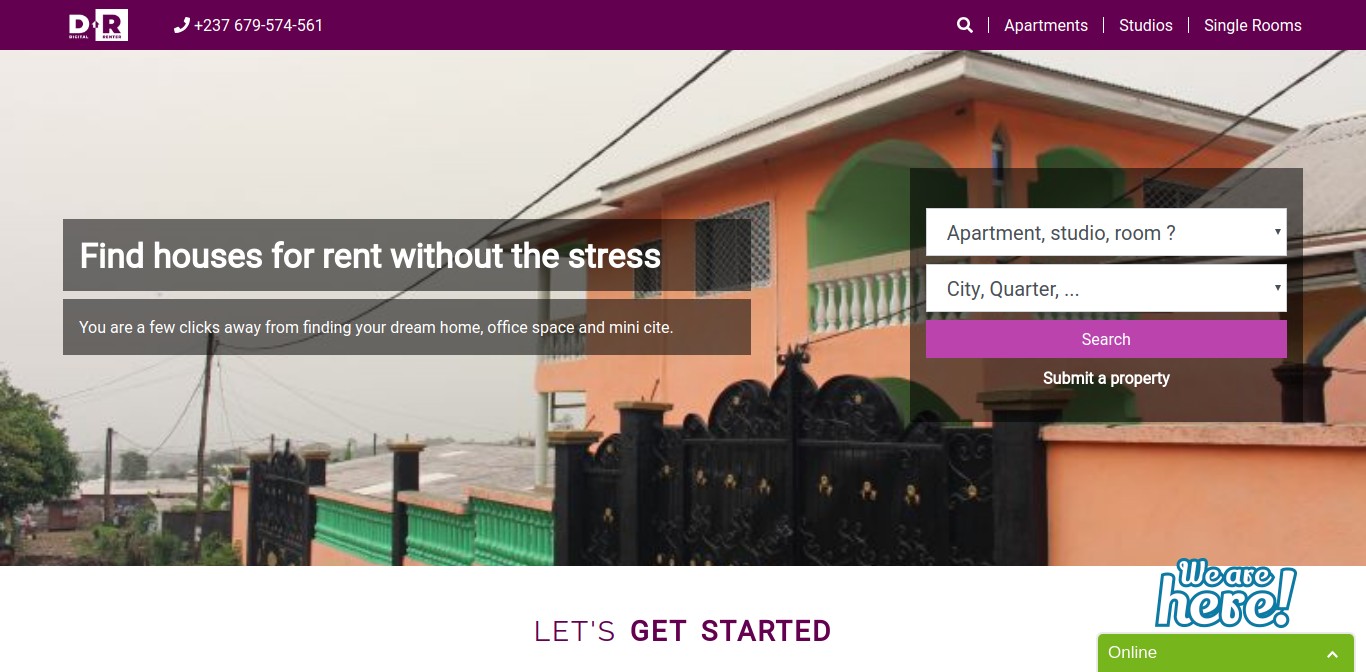 D R
DIGITAL RENTER
+237 679-574-561
Apartments
Studios
Single Rooms
Find houses for rent without the stress
You are a few clicks away from finding your dream home, office space and mini cite.
Apartment, studio, room ?
City, Quarter, ...
Search
Submit a property
We are
here!
LET'S GET STARTED
Online